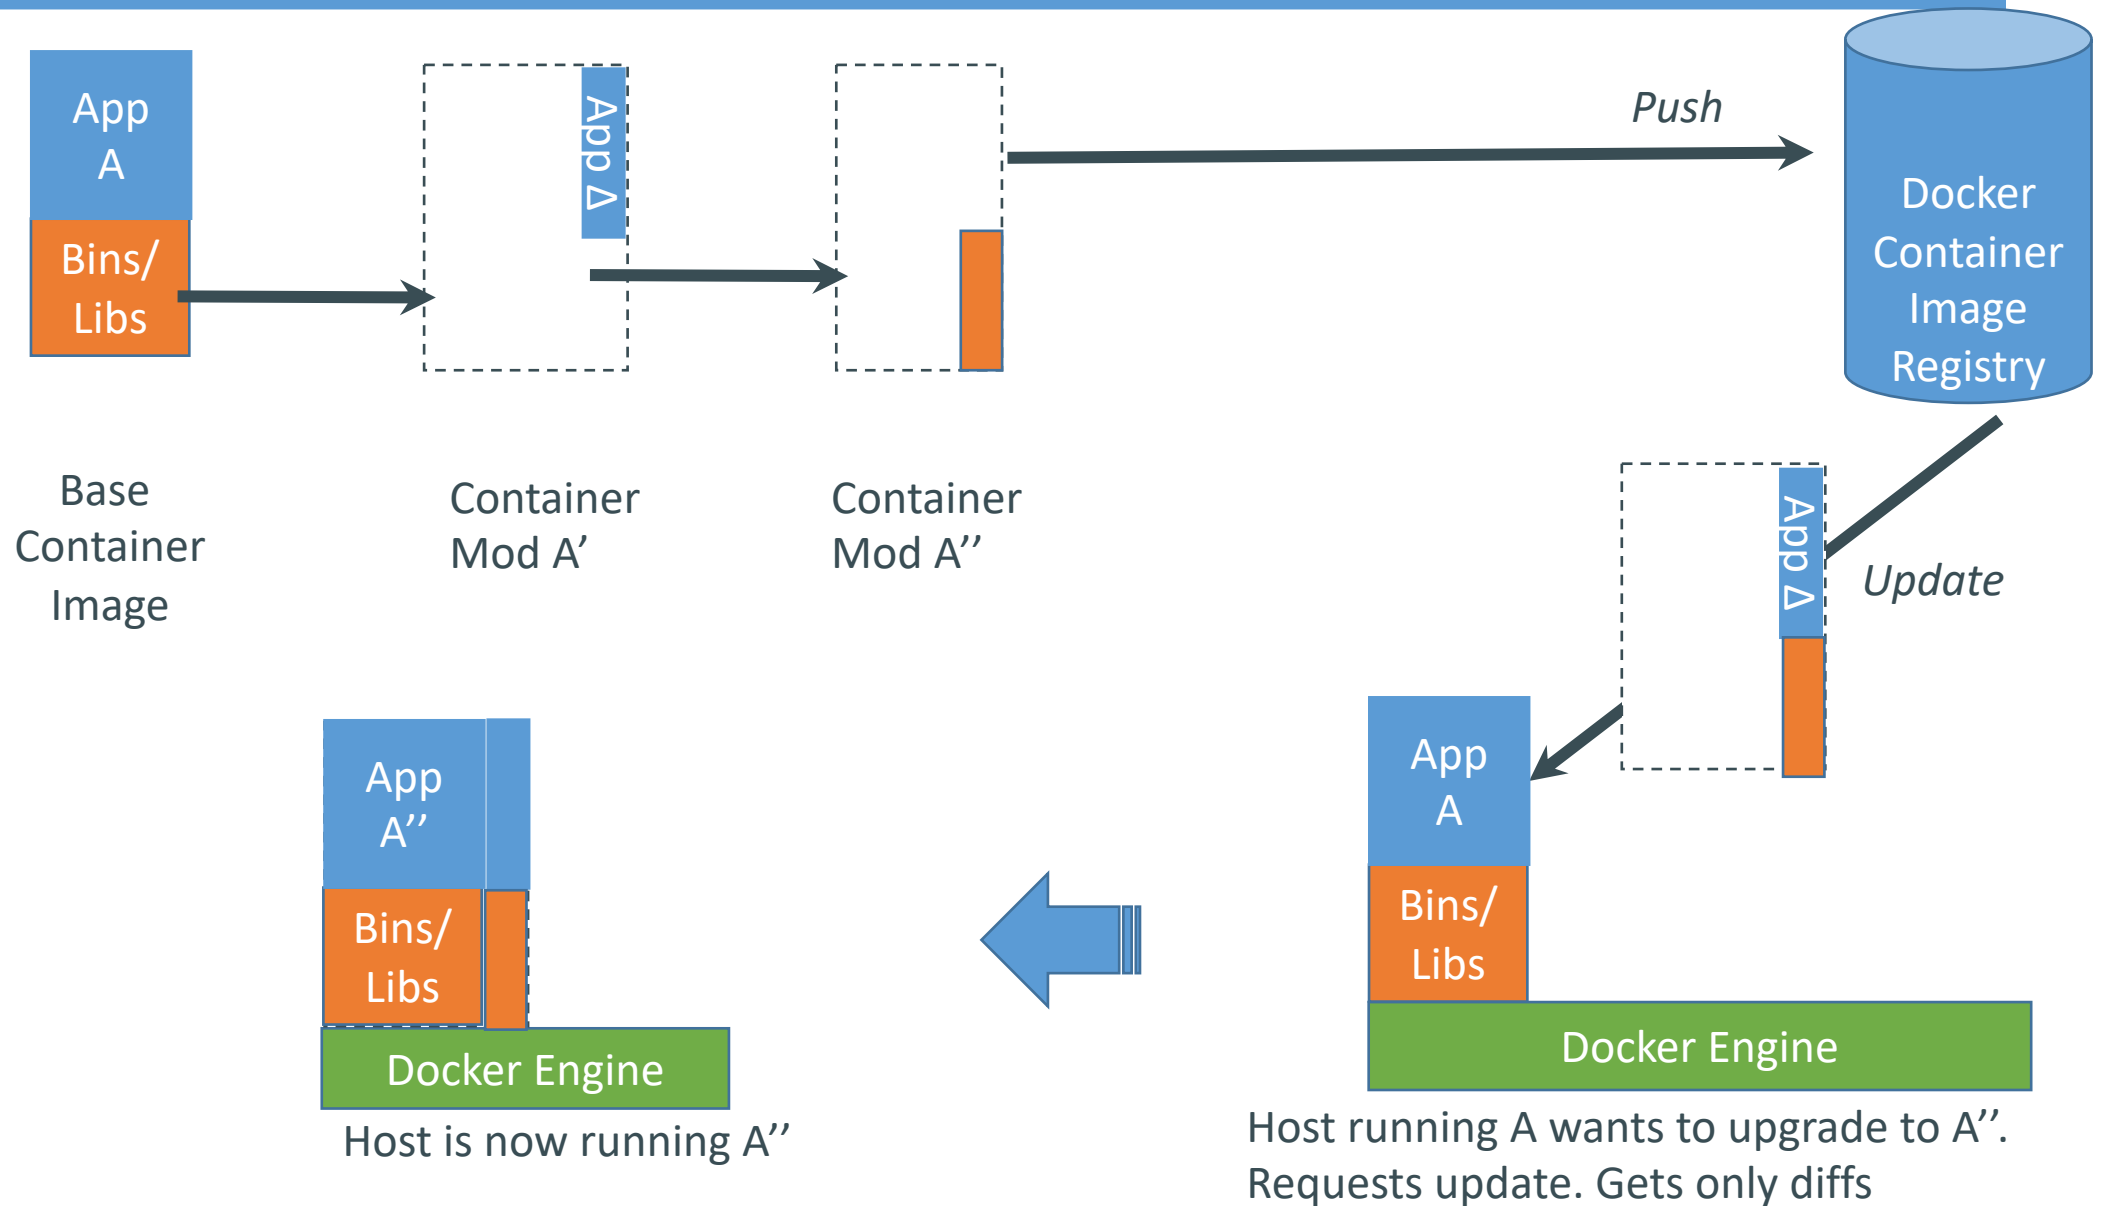 App
A
Bins/
Libs
App Δ
Push
Docker
Container
Image
Registry
Base
Container
Image
Container
Mod A’
Container
Mod A’’
App Δ
Update
App
A’’
Bins/
Libs
Docker Engine
Host is now running A’’
App
A
Bins/
Libs
Docker Engine
Host running A wants to upgrade to A’’.
Requests update. Gets only diffs